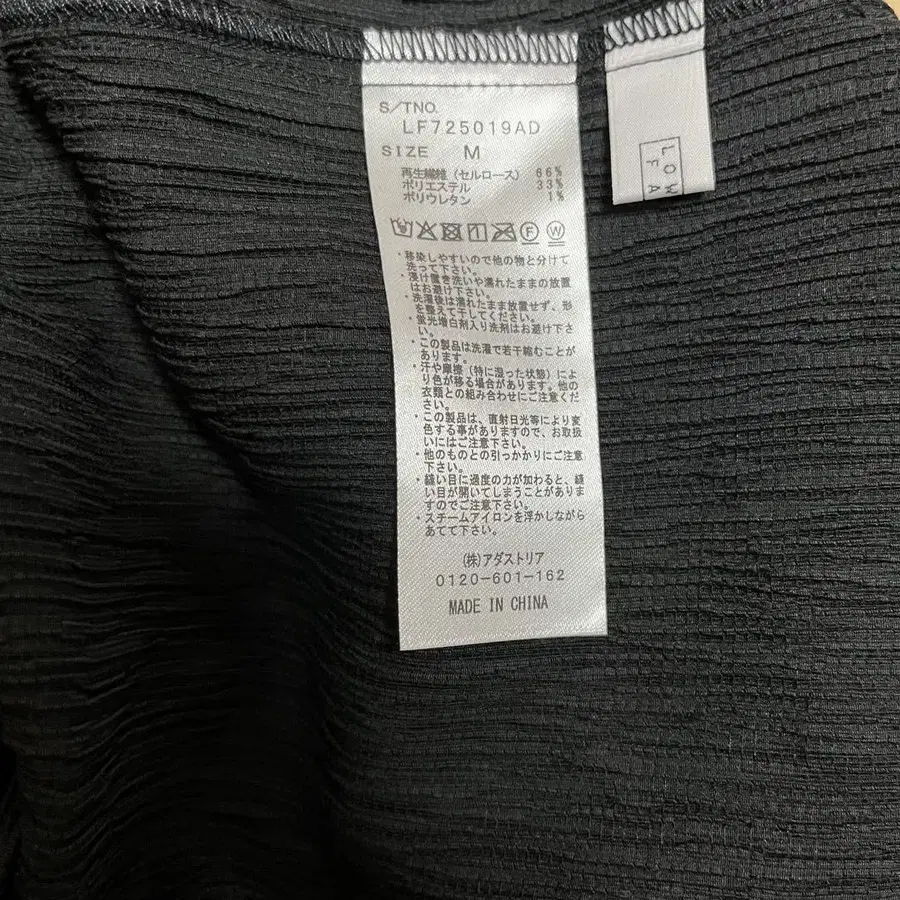 S/TNO.
LF725019AD
SIZE M
再生繊維（セルロース） 66%
ポリエステル 33%
ポリウレタン 1%
F W
・移染しやすいので他の物と分けて
洗って下さい。
・浸け置き洗いや濡れたままの放置
はお避け下さい。
・洗濯後は濡れたまま放置せず、形
を整えて干してください。
・蛍光増白剤入り洗剤はお避け下さ
い。
・この製品は洗濯で若干縮むことが
あります。
・汗や摩擦（特に湿った状態）によ
り色が移る場合があります。他の
衣類との組み合わせにご注意くだ
さい。
・この製品は、直射日光等により変
色する事がありますので、お取扱
いにはご注意下さい。
・他のものとの引っかかりにご注意
下さい。
・縫い目に過度の力が加わると、縫
い目が開いてしまうことがありま
すのでご注意下さい。
・スチームアイロンを浮かしながら
あてて下さい。
(株)アダストリア
0120-601-162
MADE IN CHINA
LOW
F
A